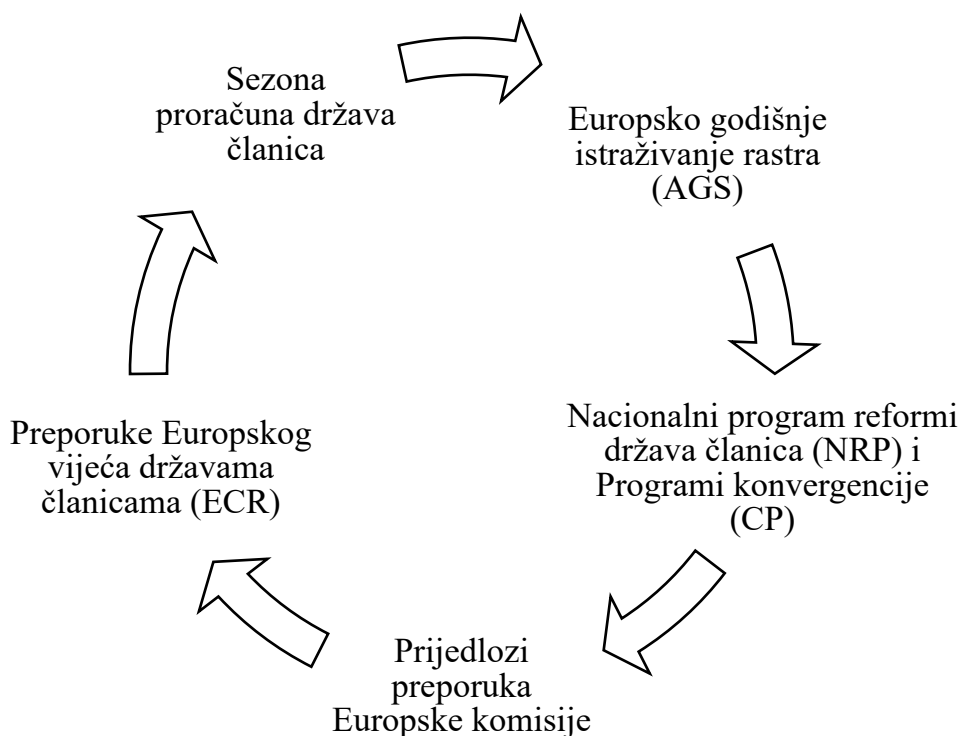 Sezona
proračuna država
članica
Europsko godišnje
istraživanje rastra
(AGS)
Nacionalni program reformi
država članica (NRP) i
Programi konvergencije
(CP)
Prijedlozi
preporuka
Europske komisije
Preporuke Europskog
vijeća državama
članicama (ECR)